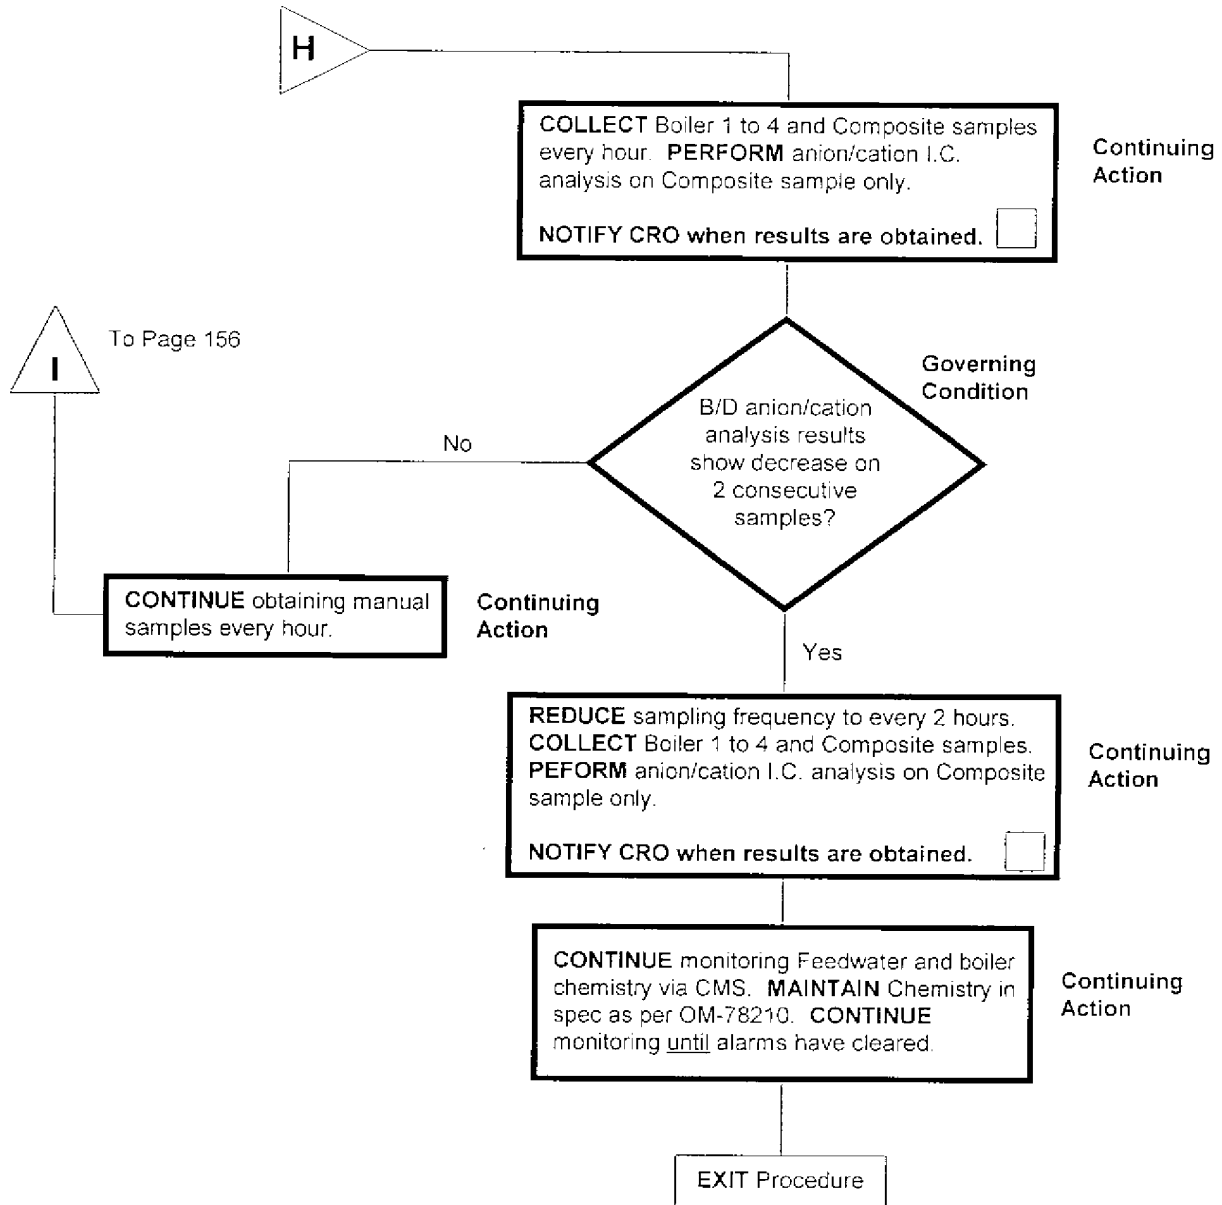 H
COLLECT Boiler 1 to 4 and Composite samples
every hour. PERFORM anion/cation I.C.
analysis on Composite sample only.
NOTIFY CRO when results are obtained.
Continuing
Action
I
To Page 156
Governing
Condition
B/D anion/cation
analysis results
show decrease on
2 consecutive
samples?
No
CONTINUE obtaining manual
samples every hour.
Continuing
Action
Yes
REDUCE sampling frequency to every 2 hours.
COLLECT Boiler 1 to 4 and Composite samples.
PEFORM anion/cation I.C. analysis on Composite
sample only.
NOTIFY CRO when results are obtained.
Continuing
Action
CONTINUE monitoring Feedwater and boiler
chemistry via CMS. MAINTAIN Chemistry in
spec as per OM-78210. CONTINUE
monitoring until alarms have cleared.
Continuing
Action
EXIT Procedure